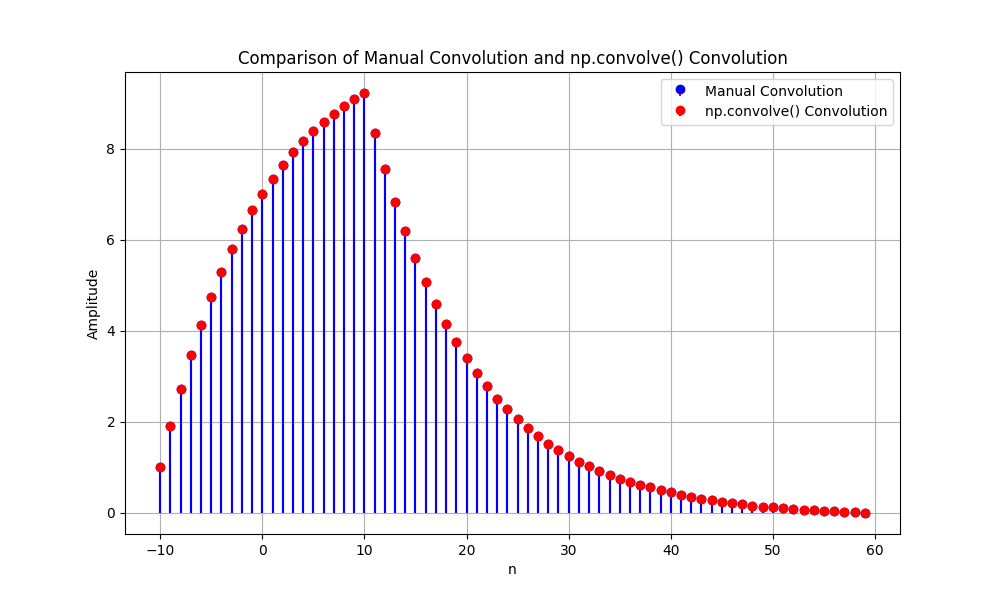 Comparison of Manual Convolution and np.convolve() Convolution
Manual Convolution
np.convolve() Convolution
8
6
4
2
0
Amplitude
−10 0 10 20 30 40 50 60
n